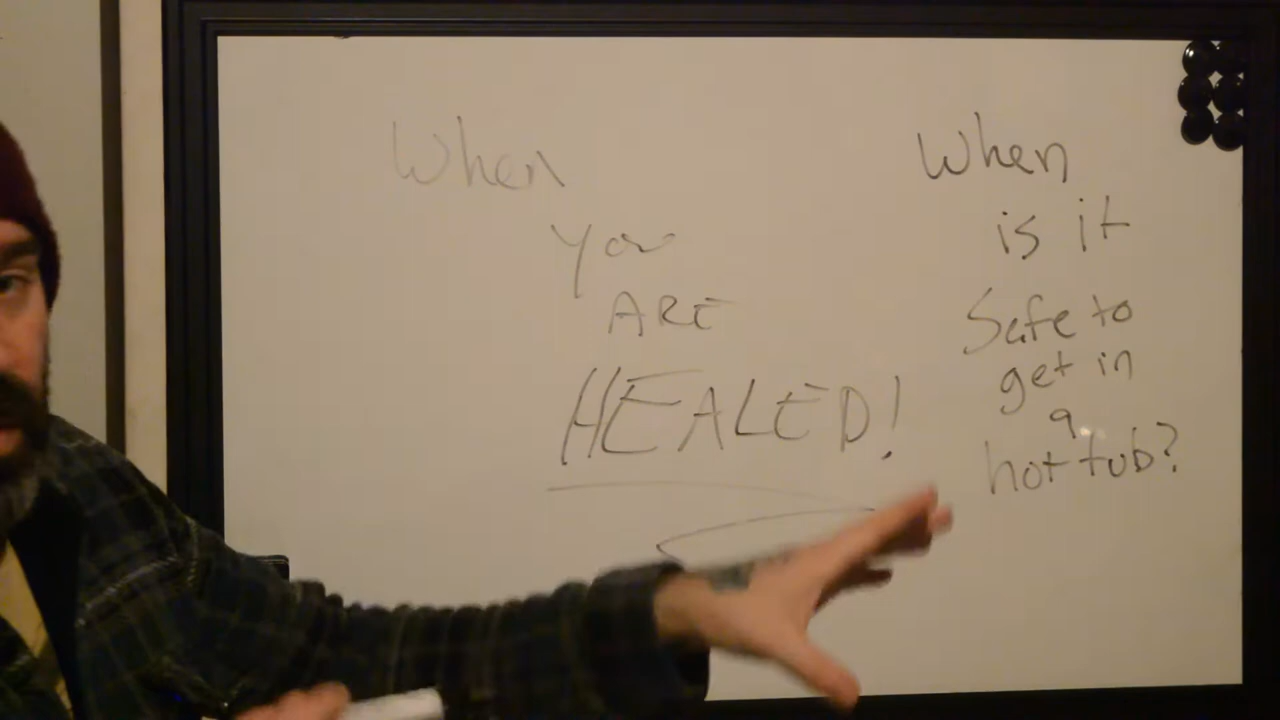 When
is it
Safe to
get in
a
hot tub?
When
you
ARE
HEALED!